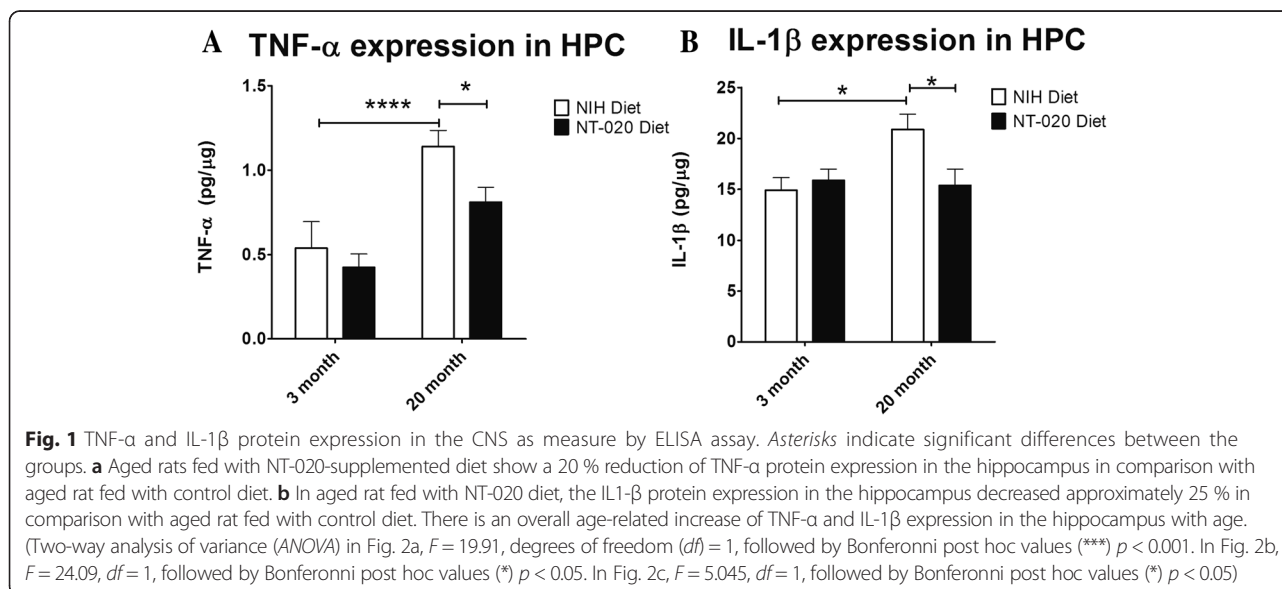 A TNF-α expression in HPC
1.5
1.0
0.5
0.0
TNF-α (pg/μg)
****
*
NIH Diet
NT-020 Diet
3 month
20 month
B IL-1β expression in HPC
25
20
15
10
5
0
IL-1β (pg/μg)
*
*
NIH Diet
NT-020 Diet
3 month
20 month
Fig. 1 TNF-α and IL-1β protein expression in the CNS as measure by ELISA assay. Asterisks indicate significant differences between the
groups. a Aged rats fed with NT-020-supplemented diet show a 20 % reduction of TNF-α protein expression in the hippocampus in comparison with
aged rat fed with control diet. b In aged rat fed with NT-020 diet, the IL1-β protein expression in the hippocampus decreased approximately 25 % in
comparison with aged rat fed with control diet. There is an overall age-related increase of TNF-α and IL-1β expression in the hippocampus with age.
(Two-way analysis of variance (ANOVA) in Fig. 2a, F = 19.91, degrees of freedom (df) = 1, followed by Bonferonni post hoc values (***) p < 0.001. In Fig. 2b,
F = 24.09, df = 1, followed by Bonferonni post hoc values (*) p < 0.05. In Fig. 2c, F = 5.045, df = 1, followed by Bonferonni post hoc values (*) p < 0.05)